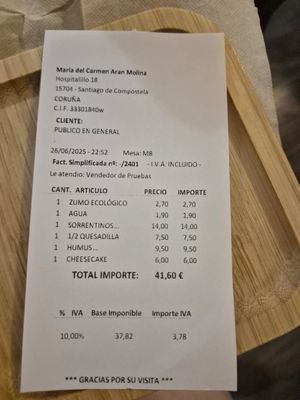 María del Carmen Aran Molina
Hospitalillo 18
15704 - Santiago de Compostela
CORUÑA
C.I.F. 33301840w
CLIENTE:
PUBLICO EN GENERAL
.
26/06/2025 - 22:52 Mesa: M8
Fact. Simplificada nº: -/2401 - I.V.A. INCLUIDO -
Le atendio: Vendedor de Pruebas
CANT. ARTICULO PRECIO IMPORTE
1 ZUMO ECOLÓGICO 2,70 2,70
1 AGUA 1,90 1,90
1 SORRENTINOS... 14,00 14,00
1 1/2 QUESADILLA 7,50 7,50
1 HUMUS... 9,50 9,50
1 CHEESECAKE 6,00 6,00
TOTAL IMPORTE: 41,60 €
% IVA Base Imponible Importe IVA
10,00% 37,82 3,78
*** GRACIAS POR SU VISITA ***